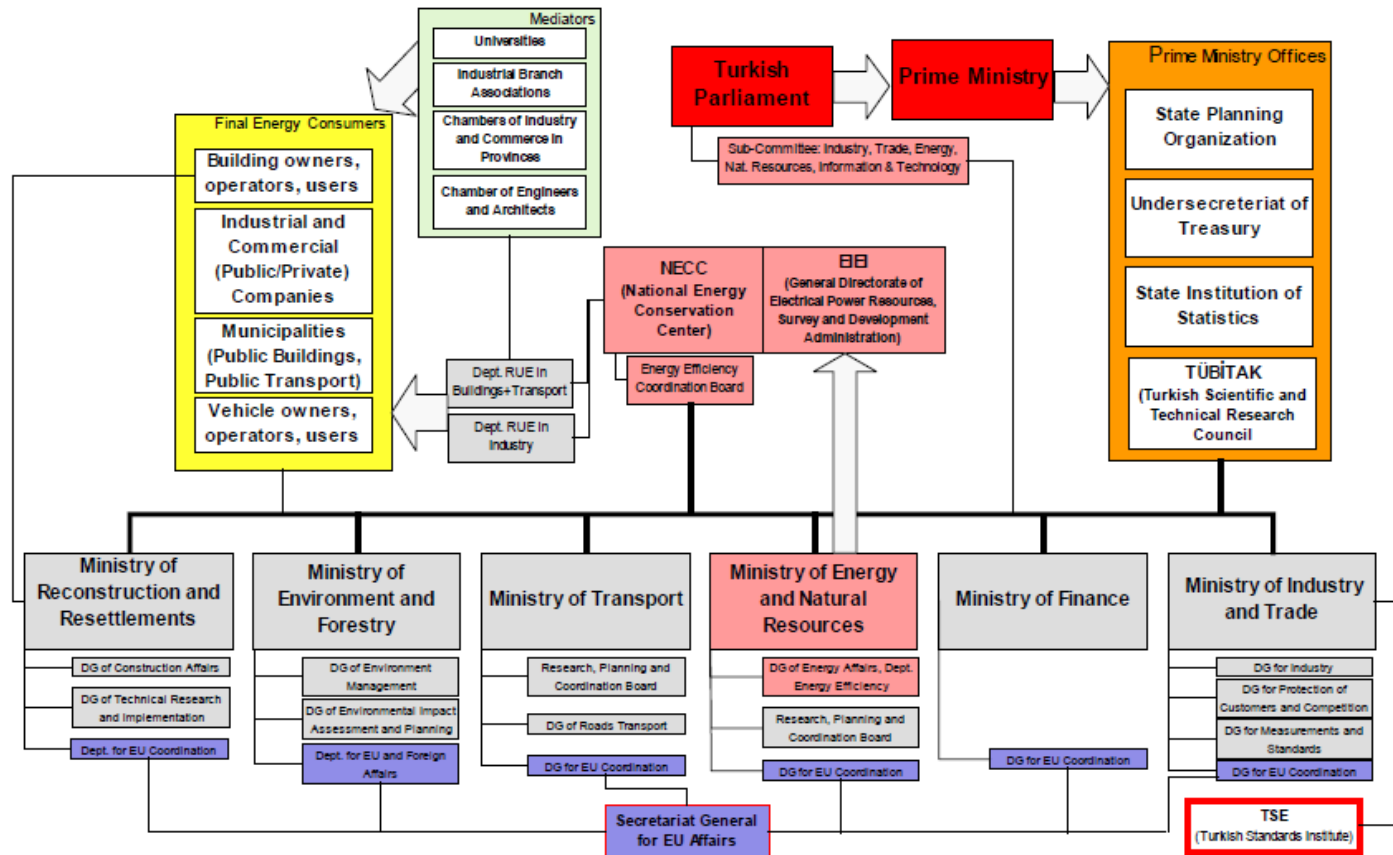 Mediators
Universities
Industrial Branch
Associations
Chambers of Industry
and Commerce in
Provinces
Chamber of Engineers
and Architects
Turkish
Parliament
Prime Ministry
Sub-Committee: Industry, Trade, Energy,
Nat. Resources, Information & Technology
Prime Ministry Offices
State Planning
Organization
Undersecreteriat of
Treasury
State Institution of
Statistics
TÜBİTAK
(Turkish Scientific and
Technical Research
Council
Final Energy Consumers
Building owners,
operators, users
Industrial and
Commercial
(Public/Private)
Companies
Municipalities
(Public Buildings,
Public Transport)
Vehicle owners,
operators, users
NECC
(National Energy
Conservation
Center)
(General Directorate of
Electrical Power Resources,
Survey and Development
Administration)
Energy Efficiency
Coordination Board
Dept. RUE in
Buildings+Transport
Dept. RUE in
Industry
Ministry of
Reconstruction and
Resettlements
DG of Construction Affairs
DG of Technical Research
and Implementation
Dept. for EU Coordination
Ministry of
Environment and
Forestry
DG of Environment
Management
DG of Environmental Impact
Assessment and Planning
Dept. for EU and Foreign
Affairs
Ministry of Transport
Research, Planning and
Coordination Board
DG of Roads Transport
DG for EU Coordination
Ministry of Energy
and Natural
Resources
DG of Energy Affairs, Dept.
Energy Efficiency
Research, Planning and
Coordination Board
DG for EU Coordination
Ministry of Finance
DG for EU Coordination
Ministry of Industry
and Trade
DG for Industry
DG for Protection of
Customers and Competition
DG for Measurements and
Standards
DG for EU Coordination
Secretariat General
for EU Affairs
TSE
(Turkish Standards Institute)